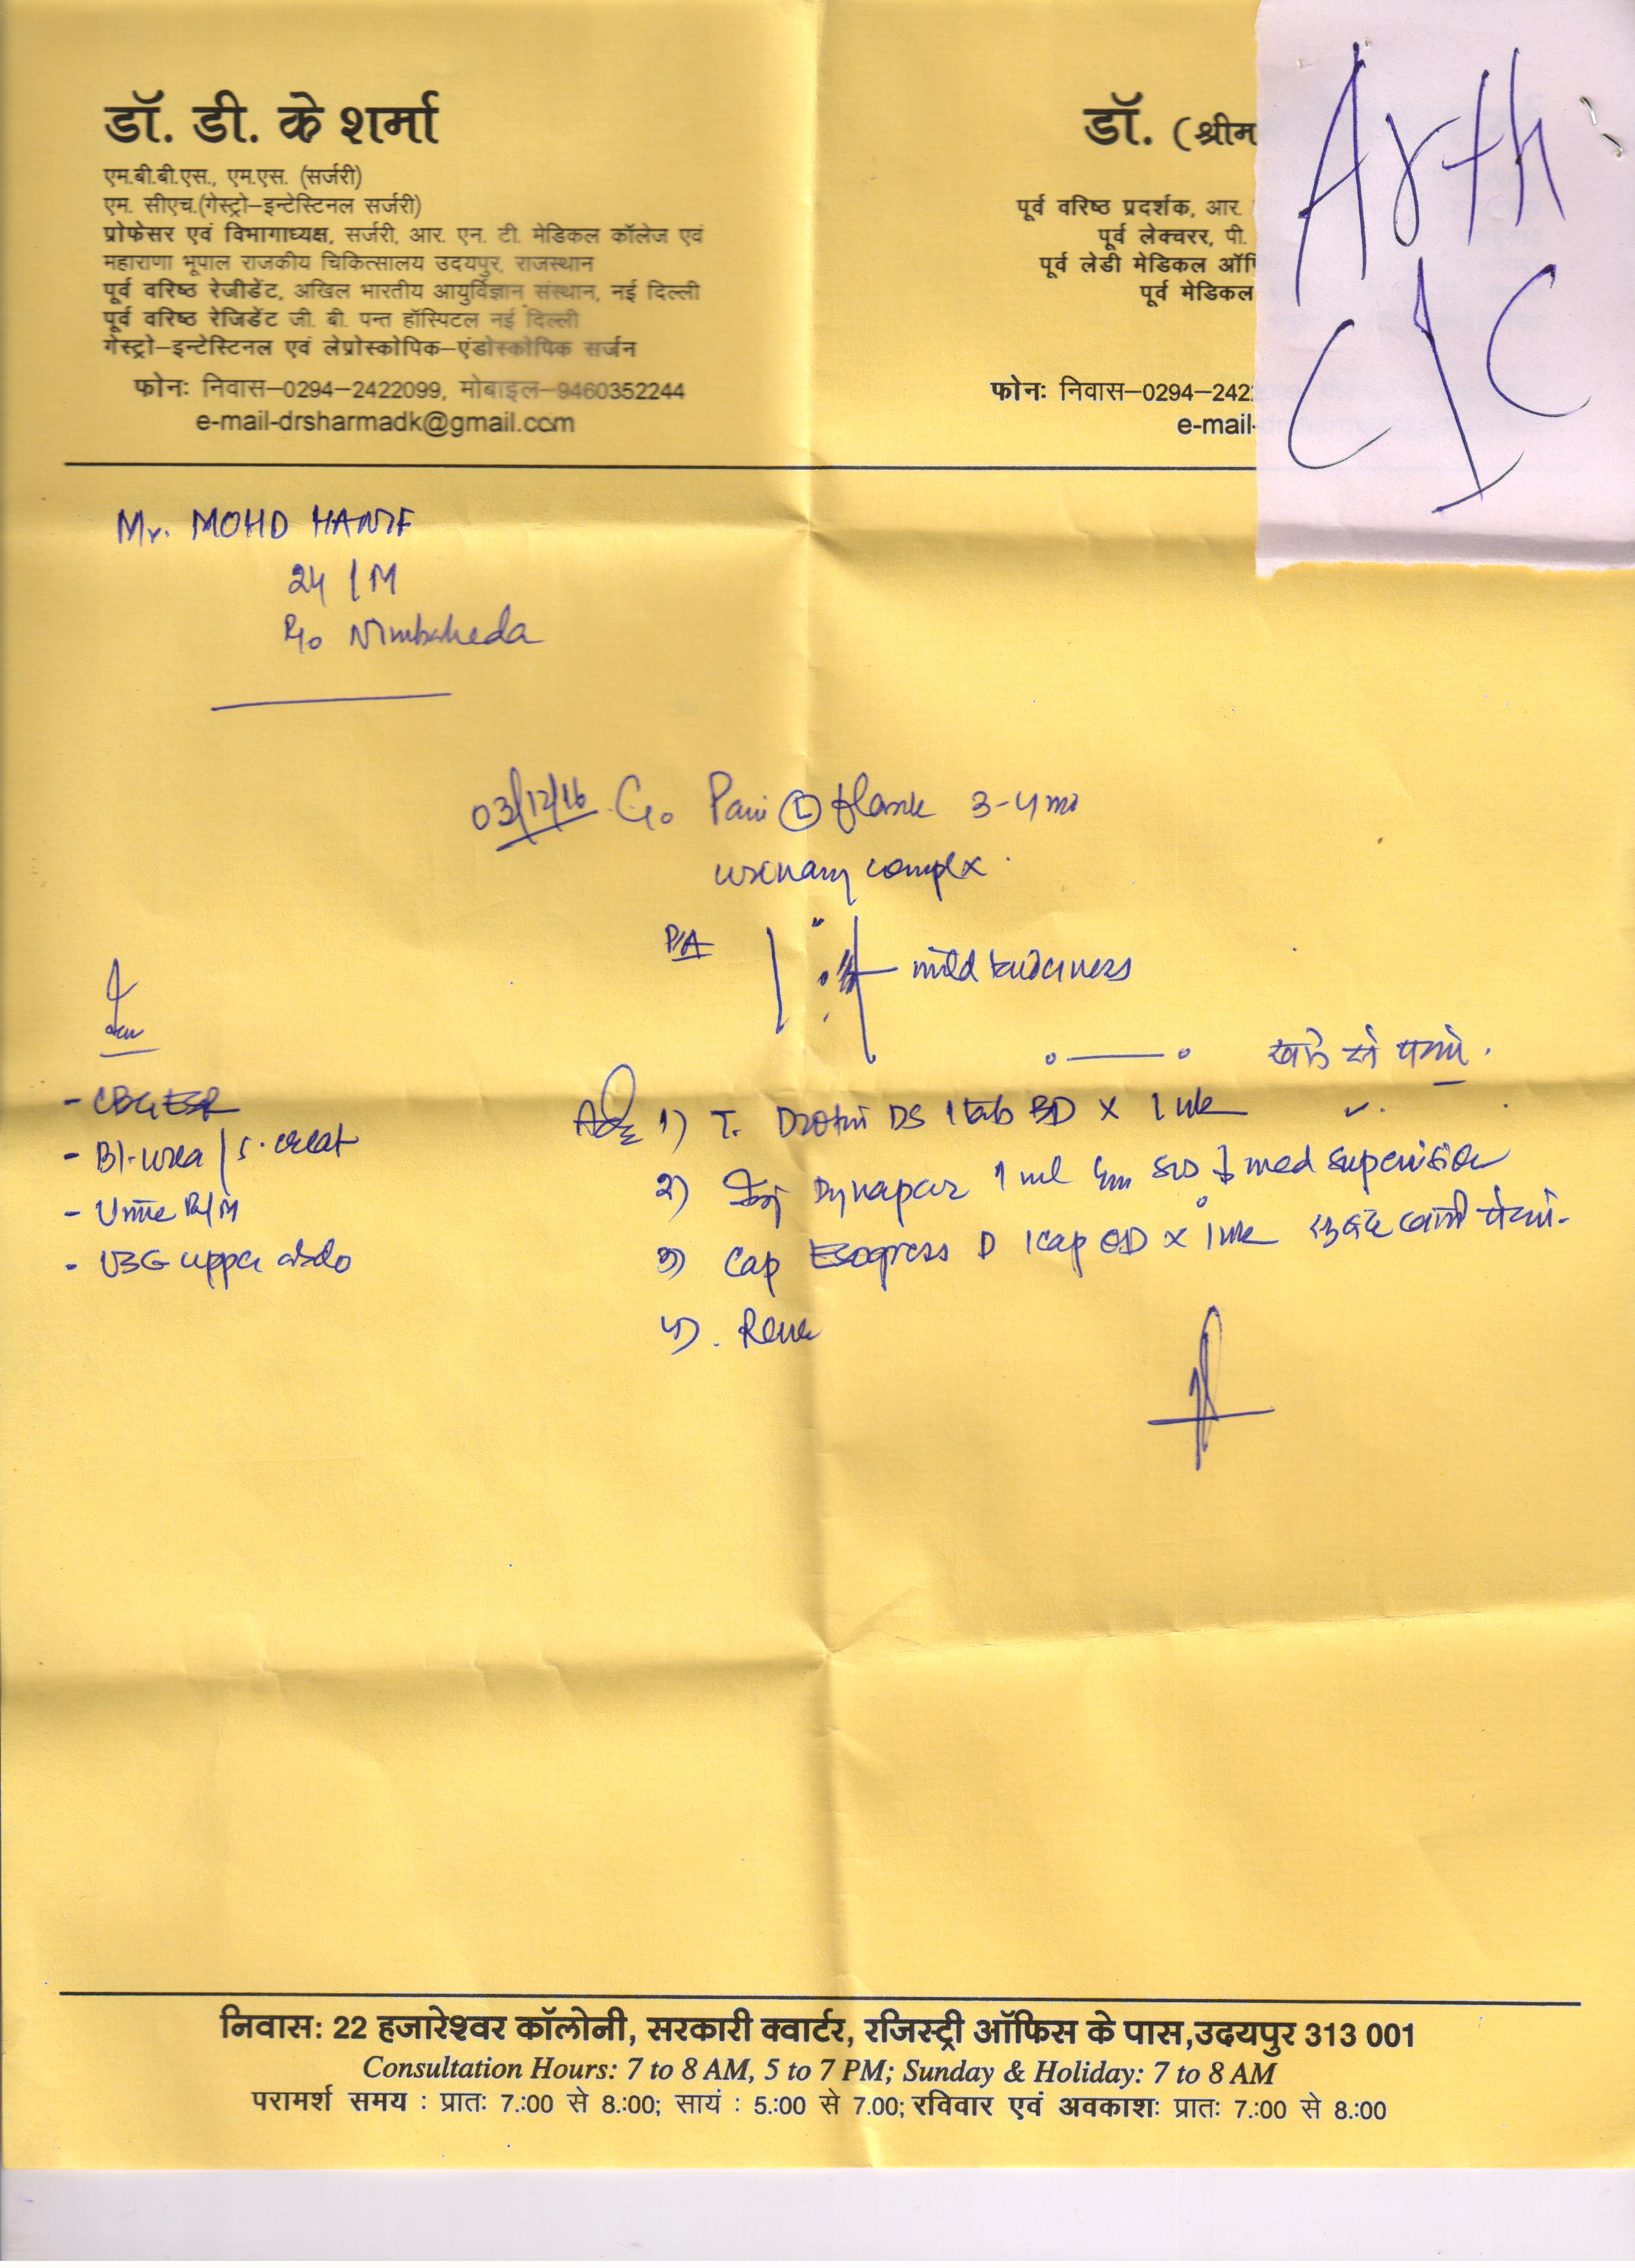 डॉ. डी. के शर्मा
एम.बी.बी.एस., एम.एस. (सर्जरी)
एम. सीएच.(गेस्ट्रो–इन्टेस्टिनल सर्जरी)
प्रोफेसर एवं विभागाध्यक्ष, सर्जरी, आर. एन. टी. मेडिकल कॉलेज एवं
महाराणा भूपाल राजकीय चिकित्सालय उदयपुर, राजस्थान
पूर्व वरिष्ठ रेजीडेंट, अखिल भारतीय आयुर्विज्ञान संस्थान, नई दिल्ली
पूर्व वरिष्ठ रेजिडेंट जी. बी. पन्त हॉस्पिटल नई दिल्ली
गेस्ट्रो–इन्टेस्टिनल एवं लेप्रोस्कोपिक–एंडोस्कोपिक सर्जन
फोनः निवास–0294–2422099, मोबाइल–9460352244
e-mail-drsharmadk@gmail.com
डॉ. (श्रीम
पूर्व वरिष्ठ प्रदर्शक, आर.
पूर्व लेक्चरर, पी.
पूर्व लेडी मेडिकल ऑफि
पूर्व मेडिकल
फोनः निवास–0294–242
e-mail-
Arth
Mr. MOHD HANIF
24 / M
R/o Nimbaheda
03/12/16 C/o Pain (L) flank 3-4 mo
urinary
P/A
mild tenderness
- CBC ESR
- Bl. urea / S. creat
- Urine R/M
- USG upper abdo
Adv 1) T. Drotin DS 1 tab BD x 1 wk
2) Inj Dynapar 1 ml Im SOS med supervision
3) Cap Esogress D 1 cap OD x 1 wk
4)
निवास: 22 हजारेश्वर कॉलोनी, सरकारी क्वार्टर, रजिस्ट्री ऑफिस के पास,उदयपुर 313 001
Consultation Hours: 7 to 8 AM, 5 to 7 PM; Sunday & Holiday: 7 to 8 AM
परामर्श समय : प्रातः 7.:00 से 8.:00; सायं : 5.:00 से 7.00; रविवार एवं अवकाशः प्रातः 7.:00 से 8.:00